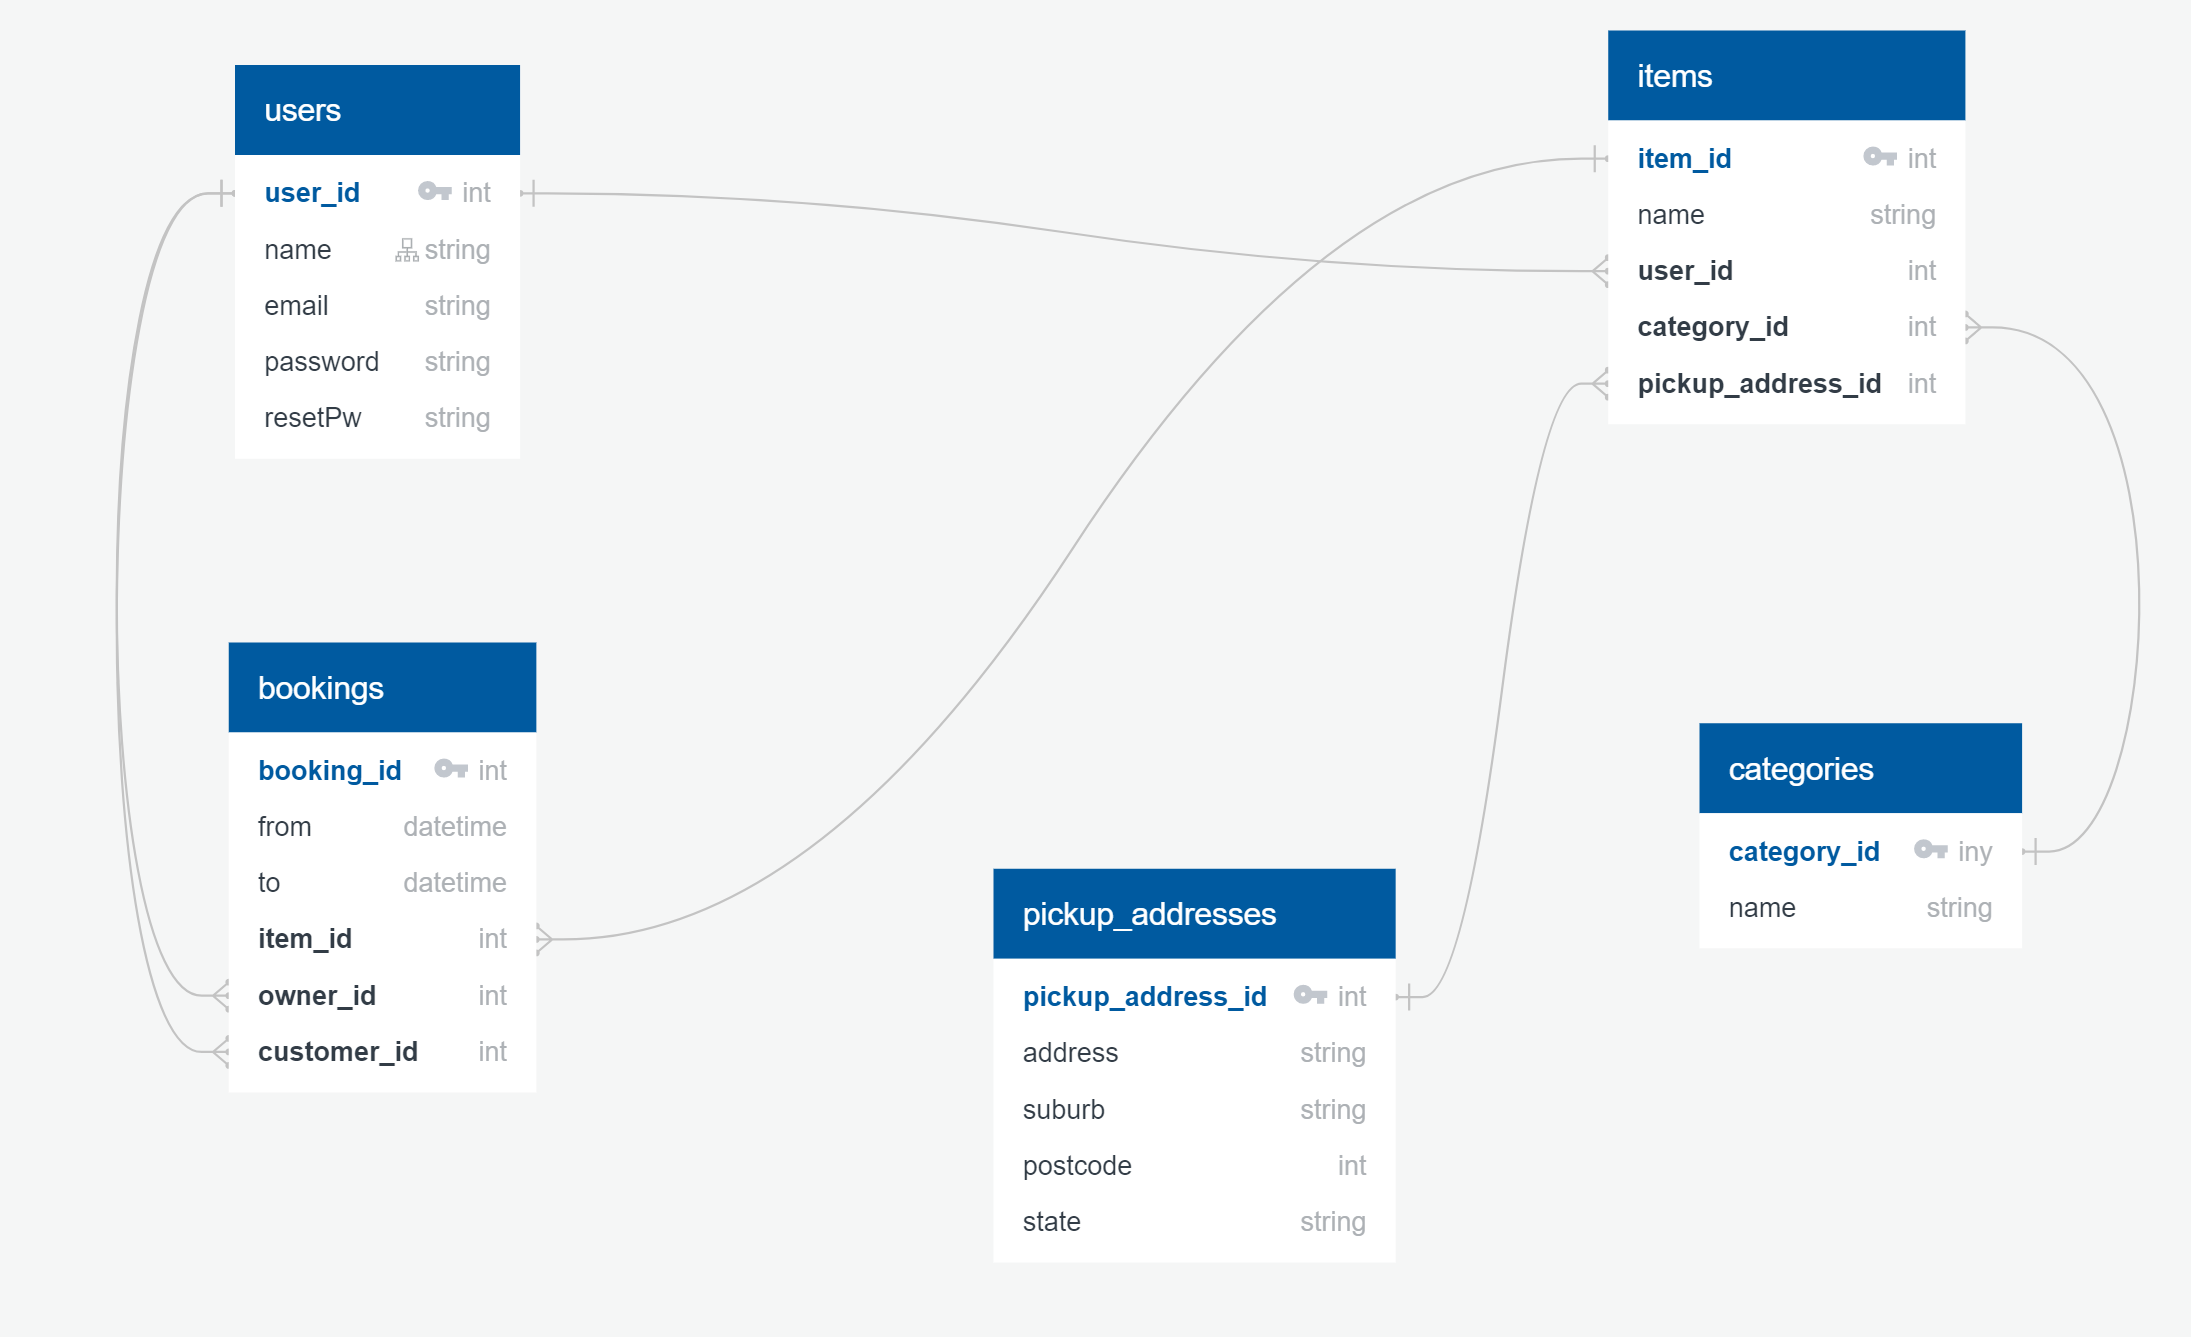 users
user_id int
name string
email string
password string
resetPw string
items
item_id int
name string
user_id int
category_id int
pickup_address_id int
bookings
booking_id int
from datetime
to datetime
item_id int
owner_id int
customer_id int
pickup_addresses
pickup_address_id int
address string
suburb string
postcode int
state string
categories
category_id iny
name string